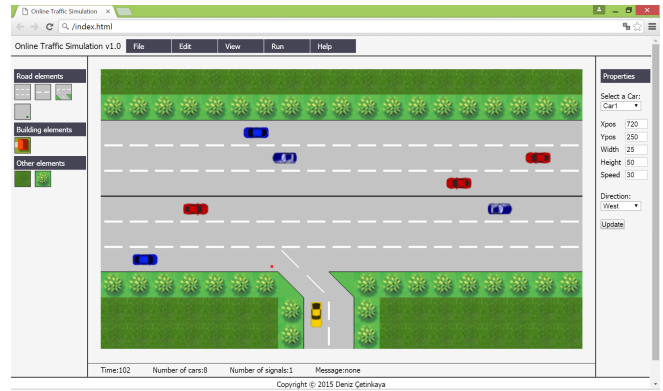 Online Traffic Simulation
/index.html
Online Traffic Simulation v1.0 File Edit View Run Help
Road elements
Building elements
Other elements
Properties
Select a Car:
Car1
Xpos 720
Ypos 250
Width 25
Height 50
Speed 30
Direction:
West
Update
Time:102 Number of cars:8 Number of signals:1 Message:none
Copyright © 2015 Deniz Çetinkaya